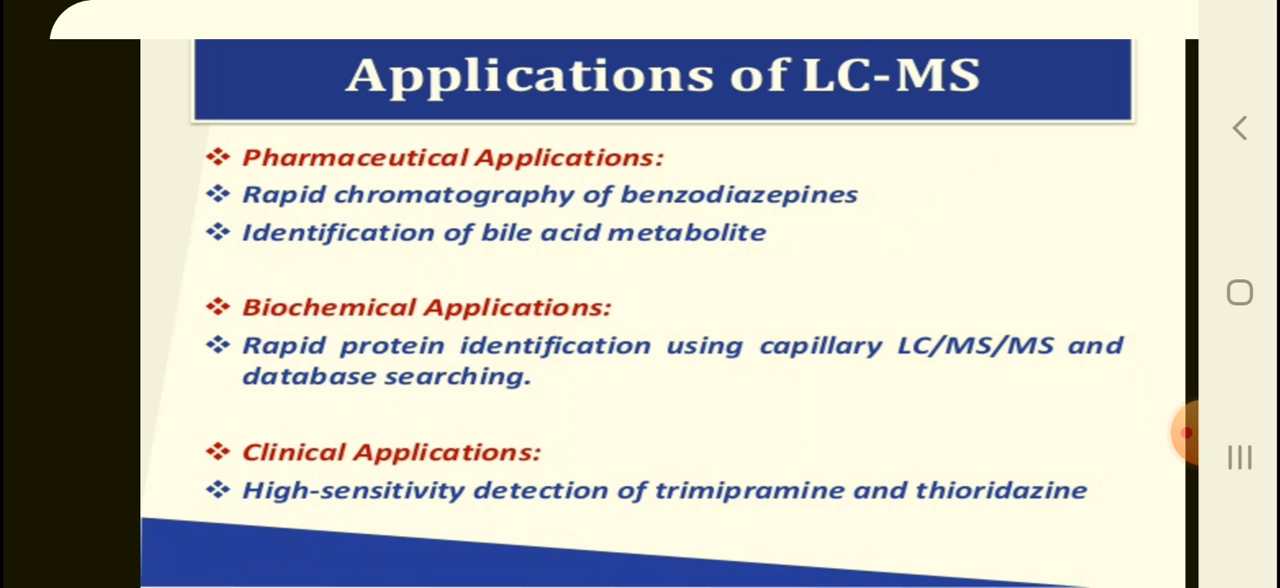 Applications of LC-MS
Pharmaceutical Applications:
Rapid chromatography of benzodiazepines
Identification of bile acid metabolite
Biochemical Applications:
Rapid protein identification using capillary LC/MS/MS and
database searching.
Clinical Applications:
High-sensitivity detection of trimipramine and thioridazine